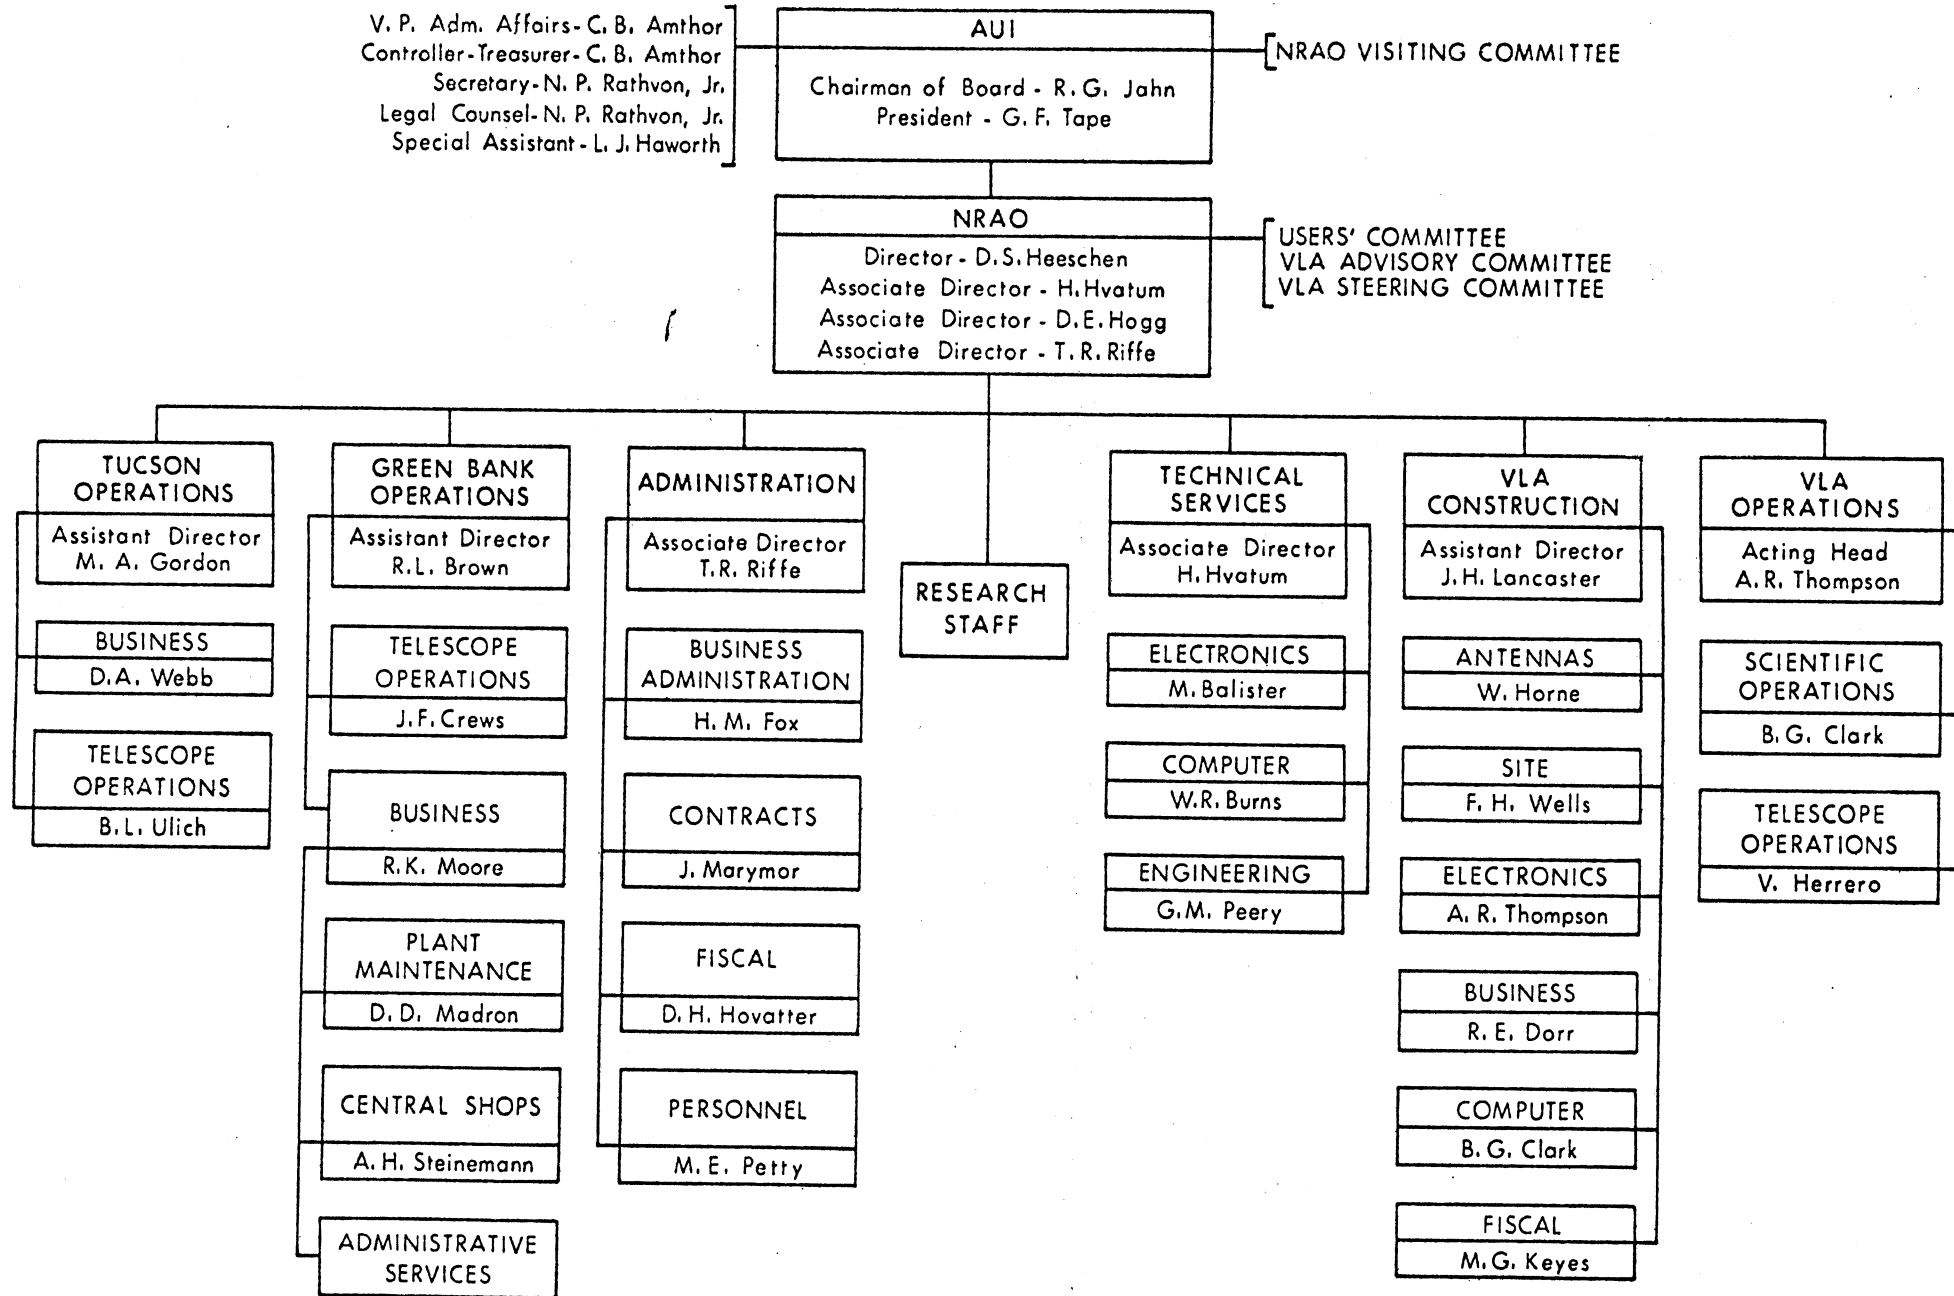 V. P. Adm. Affairs - C. B. Amthor
Controller-Treasurer - C. B. Amthor
Secretary - N. P. Rathvon, Jr.
Legal Counsel - N. P. Rathvon, Jr.
Special Assistant - L. J. Haworth
AUI
Chairman of Board - R. G. Jahn
President - G. F. Tape
NRAO VISITING COMMITTEE
NRAO
Director - D. S. Heeschen
Associate Director - H. Hvatum
Associate Director - D. E. Hogg
Associate Director - T. R. Riffe
USERS' COMMITTEE
VLA ADVISORY COMMITTEE
VLA STEERING COMMITTEE
TUCSON
OPERATIONS
Assistant Director
M. A. Gordon
BUSINESS
D. A. Webb
TELESCOPE
OPERATIONS
B. L. Ulich
GREEN BANK
OPERATIONS
Assistant Director
R. L. Brown
TELESCOPE
OPERATIONS
J. F. Crews
BUSINESS
R. K. Moore
PLANT
MAINTENANCE
D. D. Madron
CENTRAL SHOPS
A. H. Steinemann
ADMINISTRATIVE
SERVICES
ADMINISTRATION
Associate Director
T. R. Riffe
BUSINESS
ADMINISTRATION
H. M. Fox
CONTRACTS
J. Marymor
FISCAL
D. H. Hovatter
PERSONNEL
M. E. Petty
RESEARCH
STAFF
TECHNICAL
SERVICES
Associate Director
H. Hvatum
ELECTRONICS
M. Balister
COMPUTER
W. R. Burns
ENGINEERING
G. M. Peery
VLA
CONSTRUCTION
Assistant Director
J. H. Lancaster
ANTENNAS
W. Horne
SITE
F. H. Wells
ELECTRONICS
A. R. Thompson
BUSINESS
R. E. Dorr
COMPUTER
B. G. Clark
FISCAL
M. G. Keyes
VLA
OPERATIONS
Acting Head
A. R. Thompson
SCIENTIFIC
OPERATIONS
B. G. Clark
TELESCOPE
OPERATIONS
V. Herrero